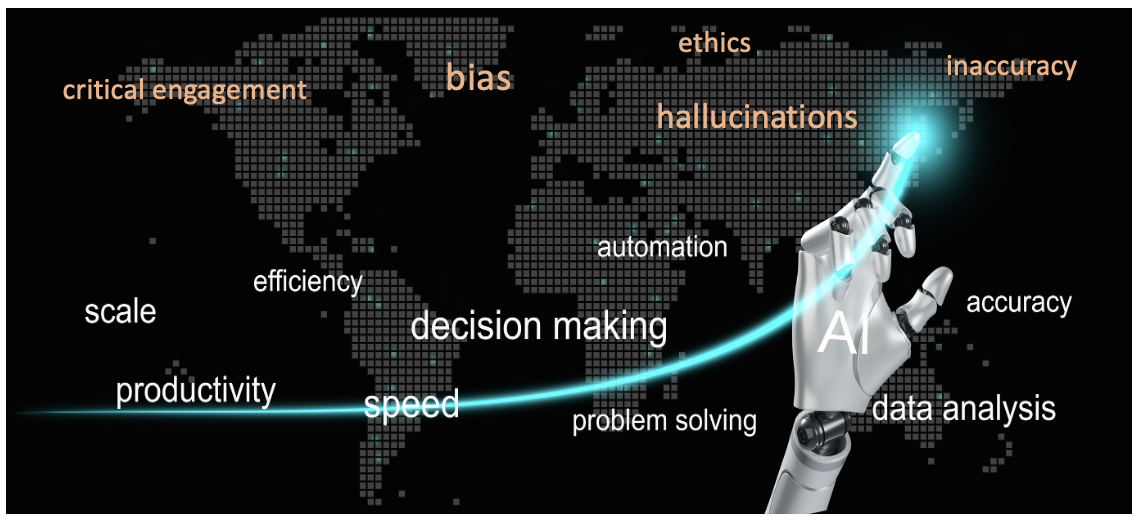 ethics
inaccuracy
bias
critical engagement
hallucinations
automation
efficiency
accuracy
scale
decision making
AI
productivity
speed
data analysis
problem solving